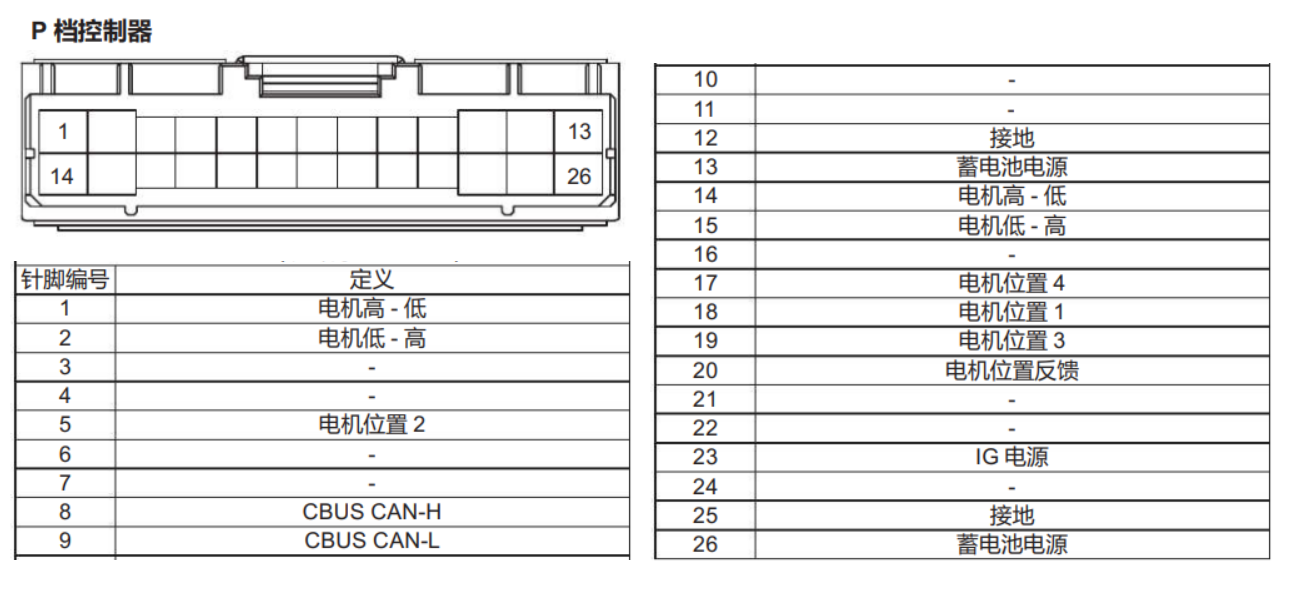 P 档控制器
1 13
14 26
针脚编号 定义
1 电机高 - 低
2 电机低 - 高
3 -
4 -
5 电机位置 2
6 -
7 -
8 CBUS CAN-H
9 CBUS CAN-L
10 -
11 -
12 接地
13 蓄电池电源
14 电机高 - 低
15 电机低 - 高
16 -
17 电机位置 4
18 电机位置 1
19 电机位置 3
20 电机位置反馈
21 -
22 -
23 IG 电源
24 -
25 接地
26 蓄电池电源